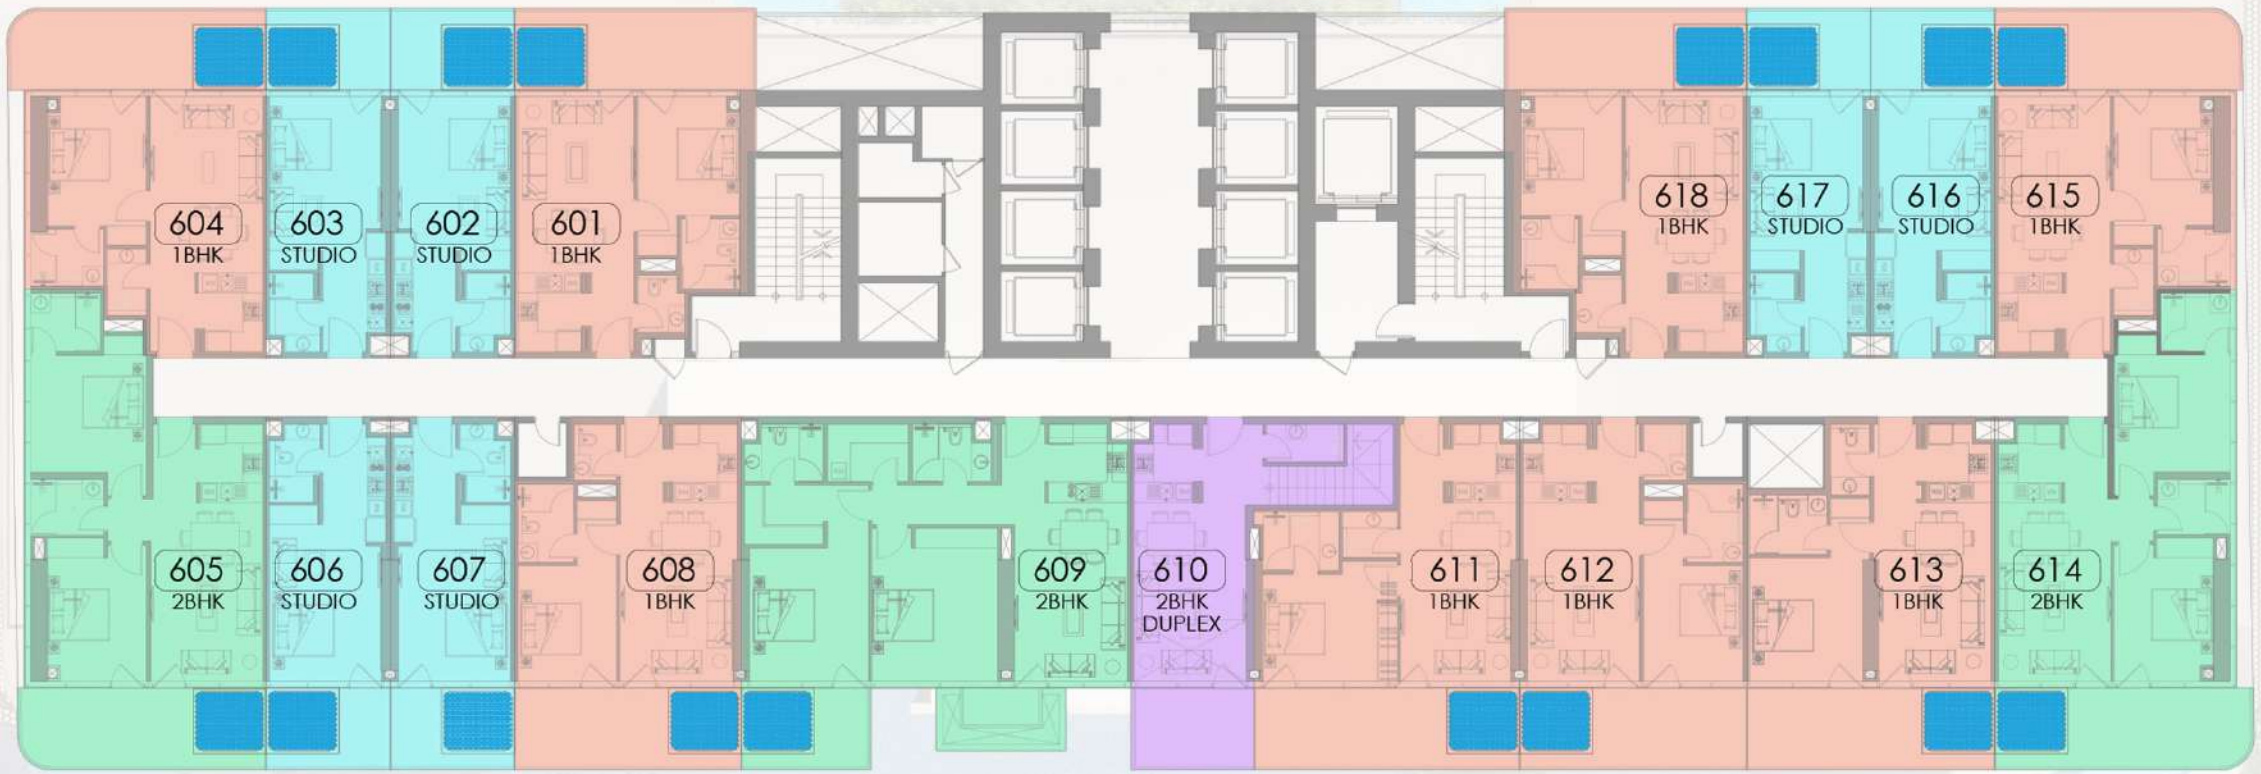 604
1BHK
603
STUDIO
602
STUDIO
601
1BHK
618
1BHK
617
STUDIO
616
STUDIO
615
1BHK
605
2BHK
606
STUDIO
607
STUDIO
608
1BHK
609
2BHK
610
2BHK
DUPLEX
611
1BHK
612
1BHK
613
1BHK
614
2BHK